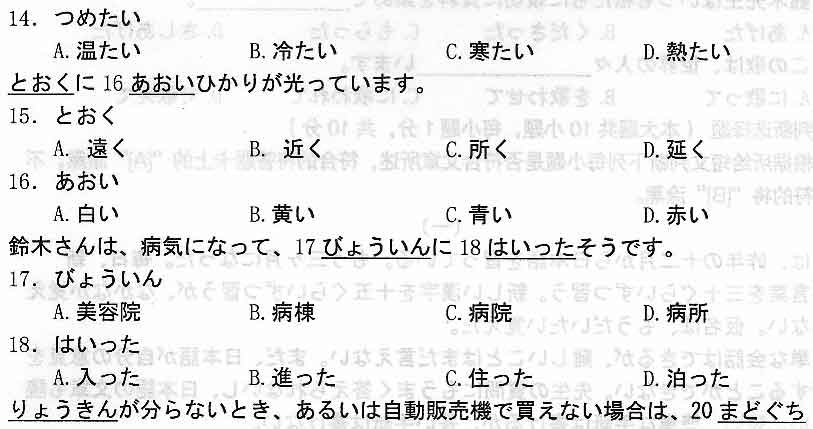 14. つめたい
A. 温たい B. 冷たい C. 寒たい D. 熱たい
とおくに 16 あおいひかりが光っています。
15. とおく
A. 遠く B. 近く C. 所く D. 延く
16. あおい
A. 白い B. 黄い C. 青い D. 赤い
鈴木さんは、病気になって、17 びょういんに 18 はいったそうです。
17. びょういん
A. 美容院 B. 病棟 C. 病院 D. 病所
18. はいった
A. 入った B. 進った C. 住った D. 泊った
りょうきんが分らないとき、あるいは自動販売機で買えない場合は、20 まどぐち